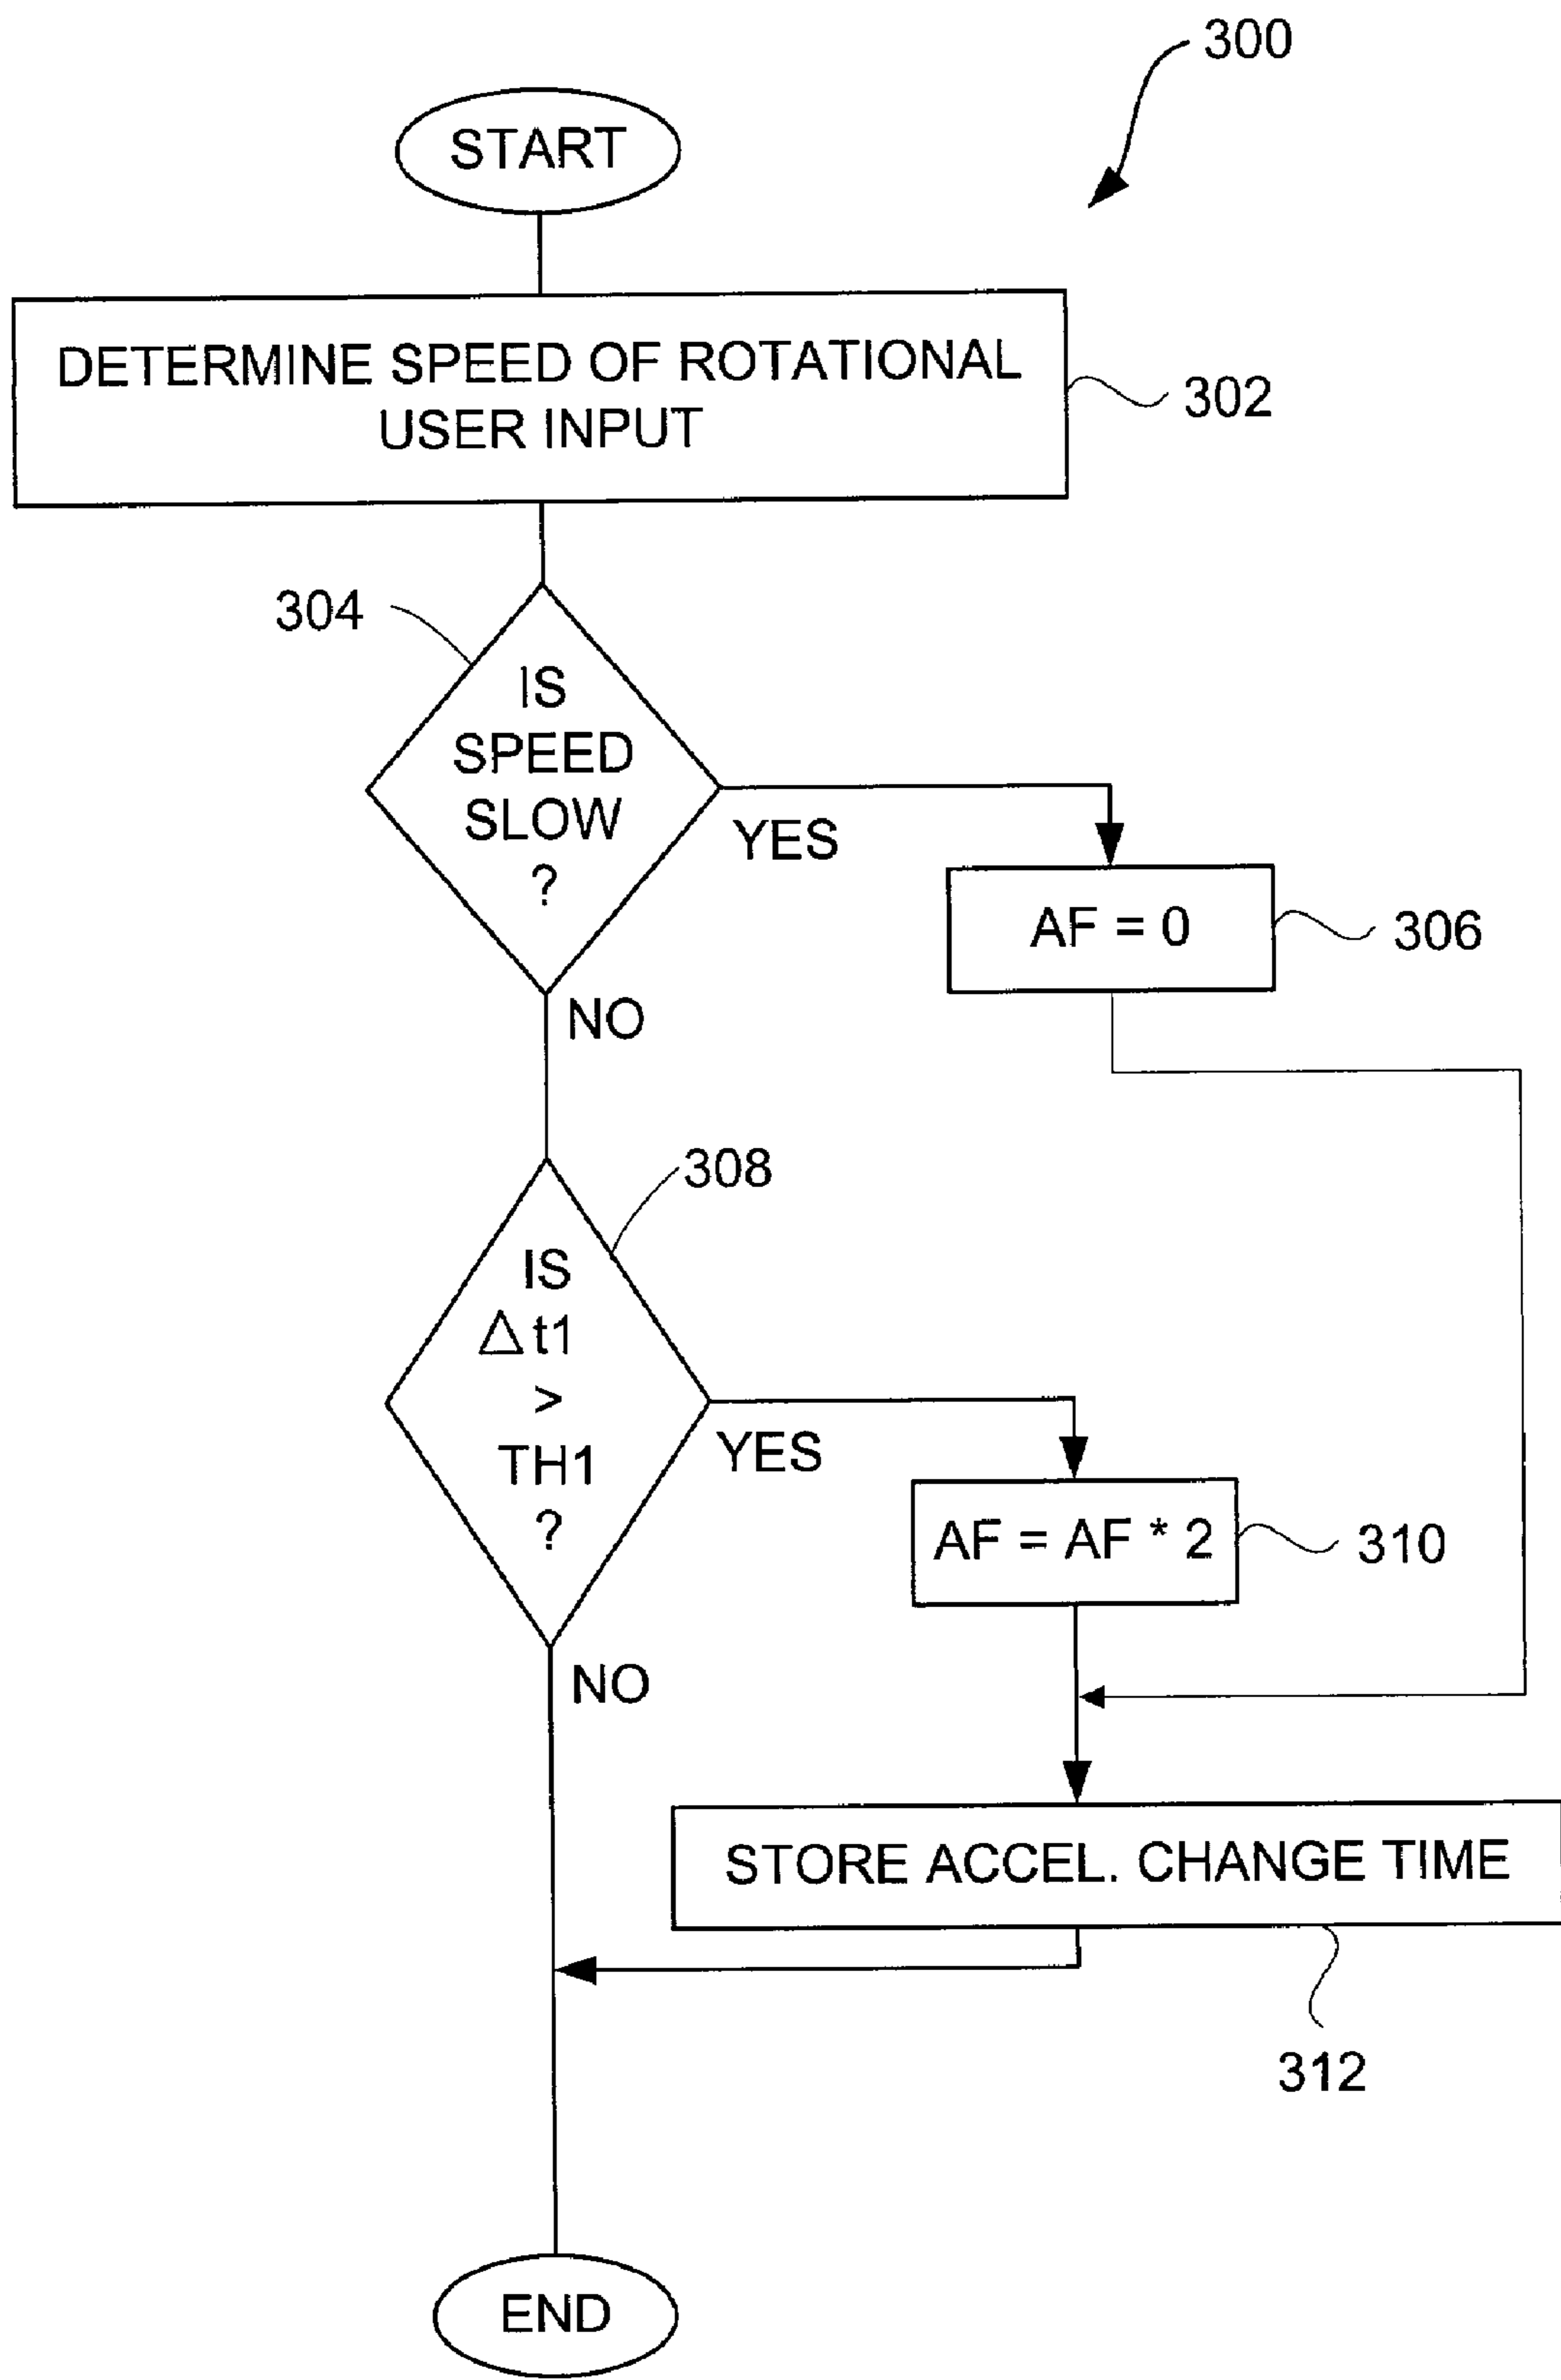 300
START
DETERMINE SPEED OF ROTATIONAL
USER INPUT
302
304
IS
SPEED
SLOW
?
YES
AF = 0
306
NO
308
IS
Δt1
>
TH1
?
YES
AF = AF * 2
310
NO
STORE ACCEL. CHANGE TIME
312
END